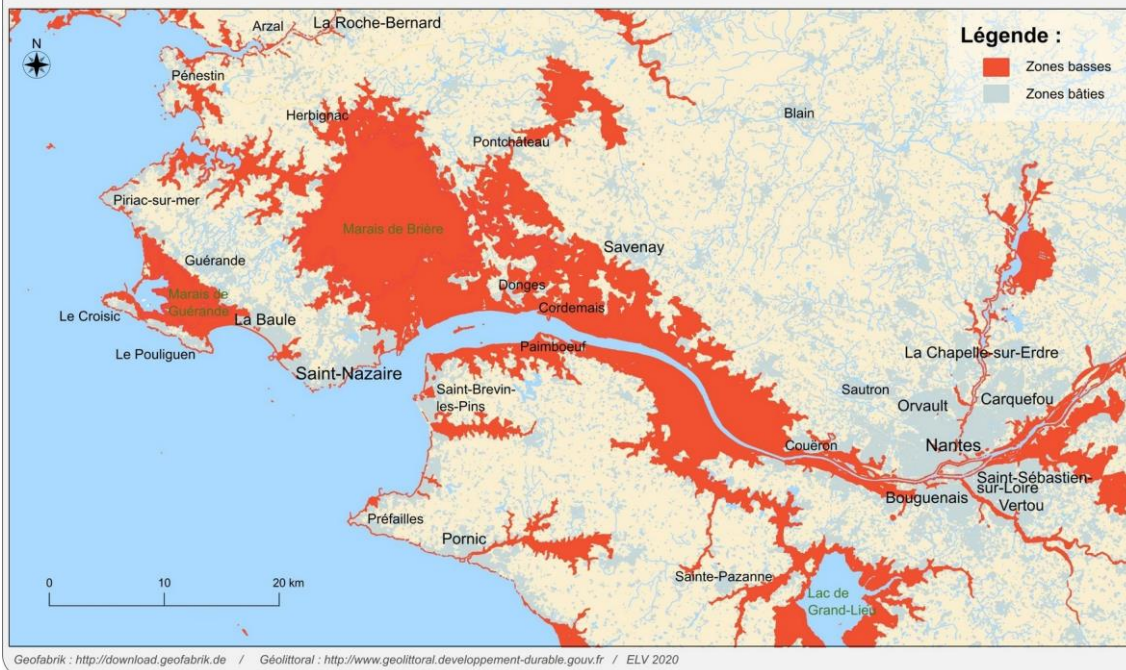 Arzal
La Roche-Bernard
Légende :
N
Zones basses
Pénestin
Zones bâties
Herbignac
Blain
Pontchâteau
Piriac-sur-mer
Marais de Brière
Savenay
Guérande
Donges
Marais de
Guérande
Cordemais
Le Croisic
La Baule
Paimboeuf
Le Pouliguen
La Chapelle-sur-Erdre
Saint-Nazaire
Saint-Brevin-
les-Pins
Sautron
Orvault
Carquefou
Nantes
Couëron
Saint-Sébastien-
sur-Loire
Bouguenais
Vertou
Préfailles
Pornic
Sainte-Pazanne
0 10 20 km
Lac de
Grand-Lieu
Geofabrik : http://download.geofabrik.de / Géolittoral : http://www.geolittoral.developpement-durable.gouv.fr / ELV 2020